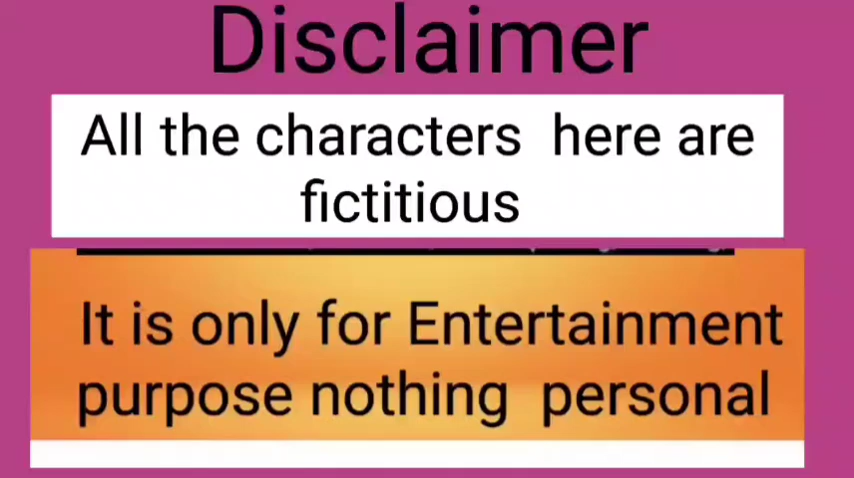 Disclaimer
All the characters here are
fictitious
It is only for Entertainment
purpose nothing personal